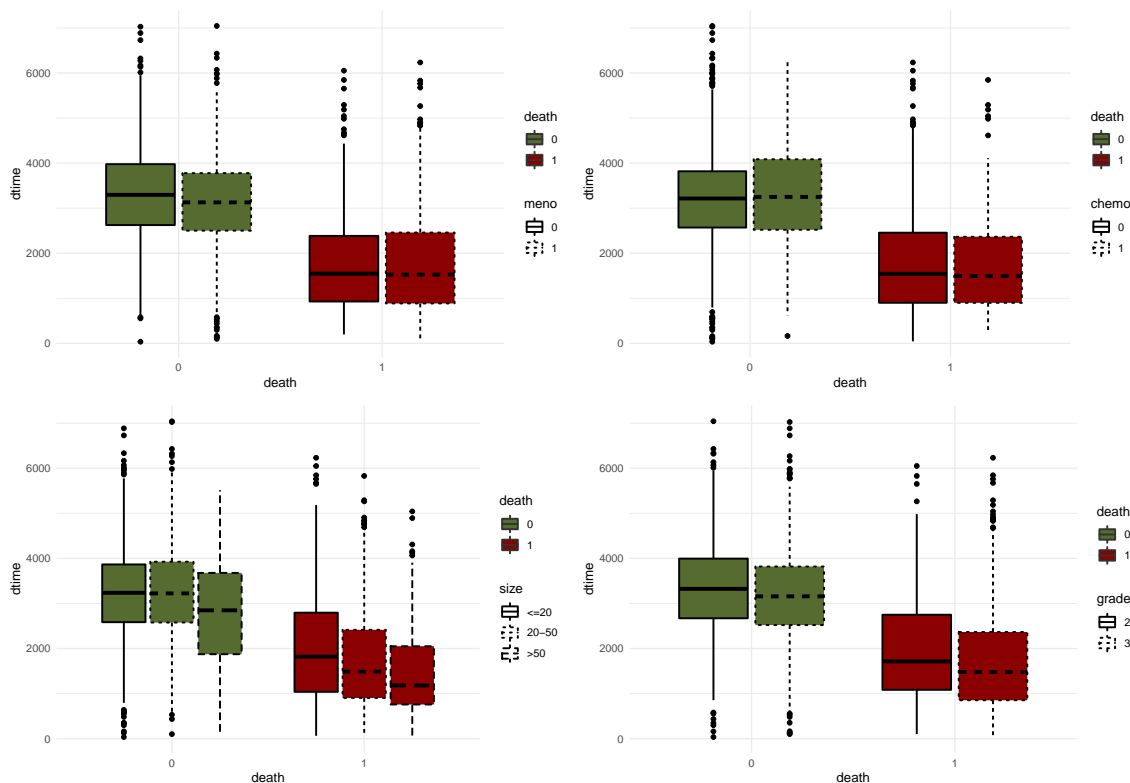 6000
4000
2000
0
dtime
0
1
death
death
0
1
meno
0
1
6000
4000
2000
0
dtime
0
1
death
death
0
1
chemo
0
1
6000
4000
2000
0
dtime
0
1
death
death
0
1
size
<=20
20−50
>50
6000
4000
2000
0
dtime
0
1
death
death
0
1
grade
2
3